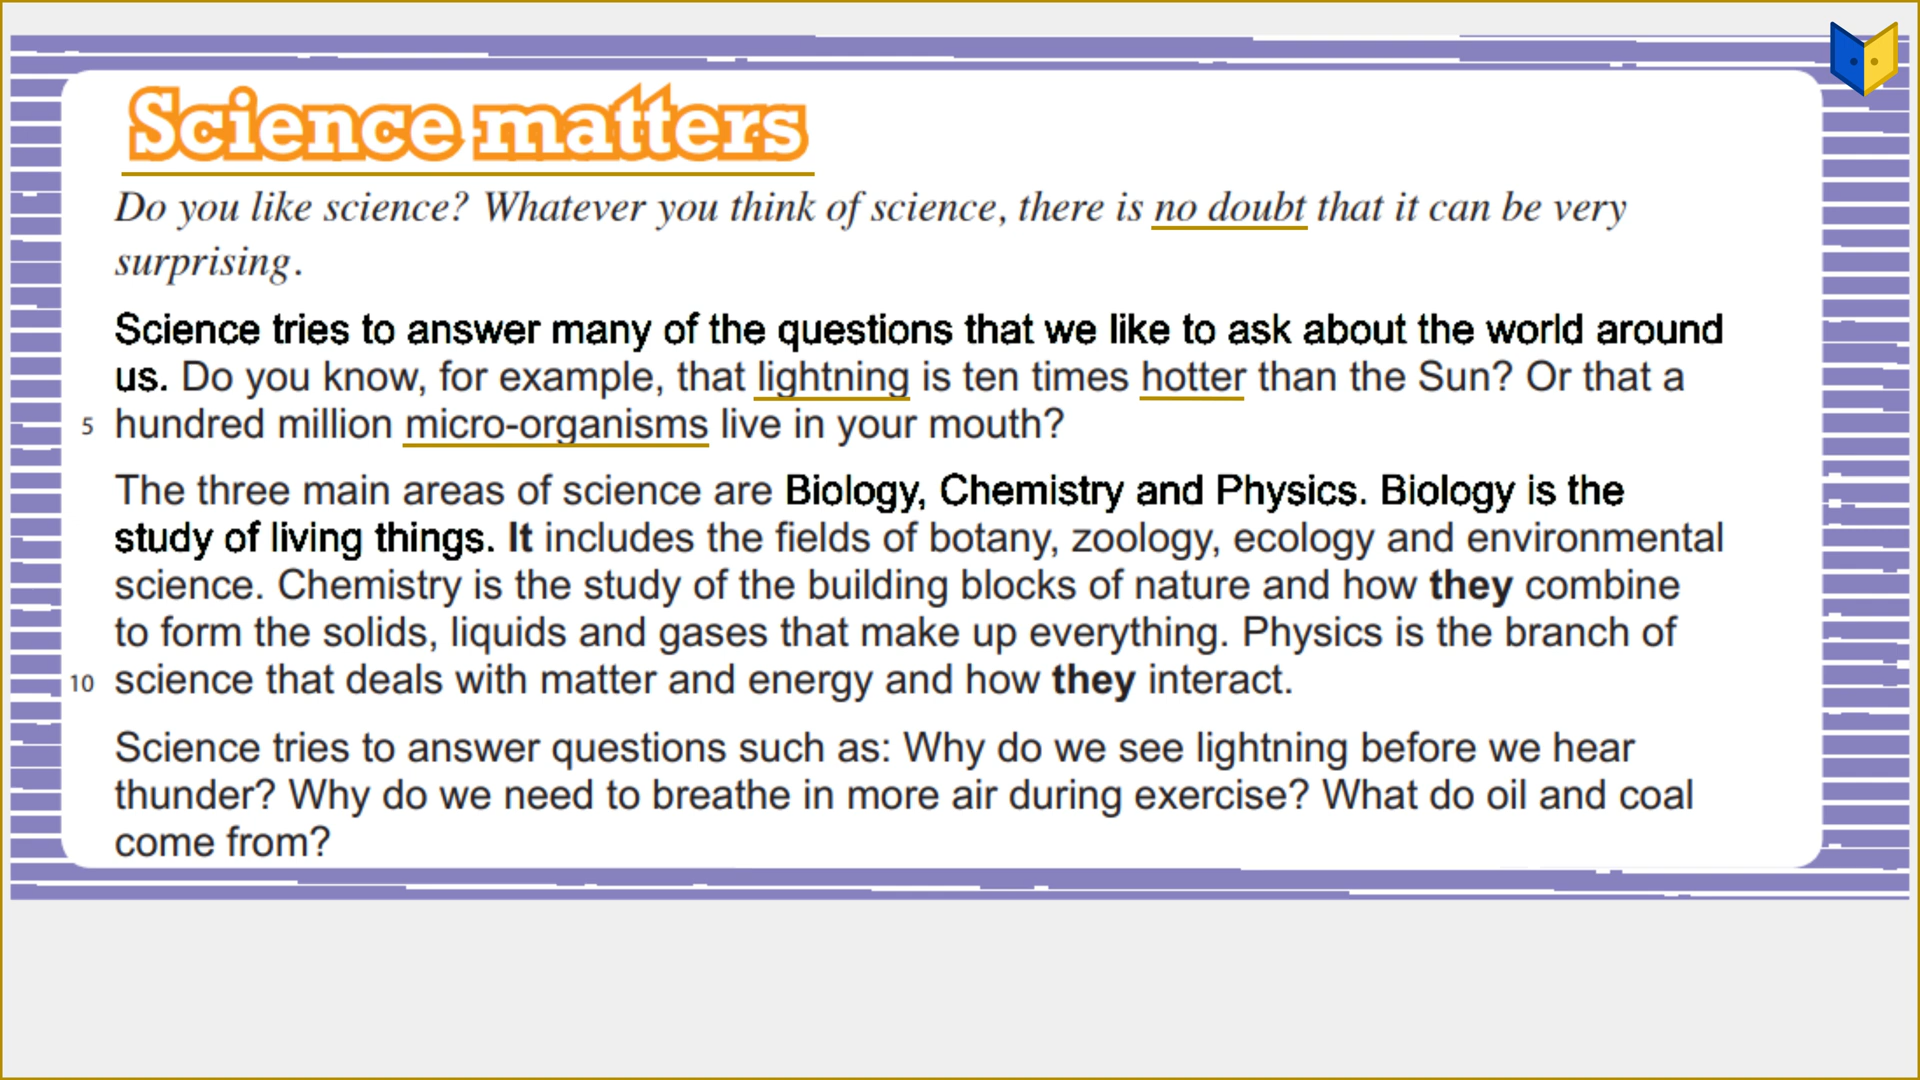 Science matters
Do you like science? Whatever you think of science, there is no doubt that it can be very
surprising.
Science tries to answer many of the questions that we like to ask about the world around
us. Do you know, for example, that lightning is ten times hotter than the Sun? Or that a
5 hundred million micro-organisms live in your mouth?
The three main areas of science are Biology, Chemistry and Physics. Biology is the
study of living things. It includes the fields of botany, zoology, ecology and environmental
science. Chemistry is the study of the building blocks of nature and how they combine
to form the solids, liquids and gases that make up everything. Physics is the branch of
10 science that deals with matter and energy and how they interact.
Science tries to answer questions such as: Why do we see lightning before we hear
thunder? Why do we need to breathe in more air during exercise? What do oil and coal
come from?